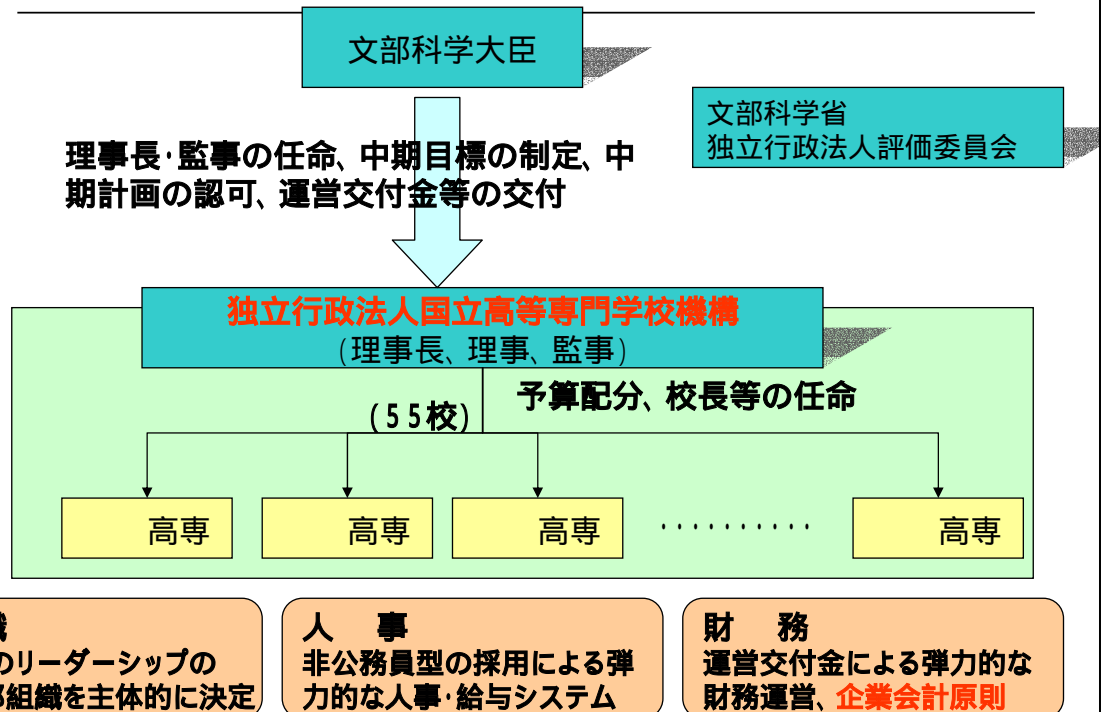 文部科学大臣
文部科学省
独立行政法人評価委員会
理事長・監事の任命、中期目標の制定、中
期計画の認可、運営交付金等の交付
独立行政法人国立高等専門学校機構
(理事長、理事、監事)
(55校)
予算配分、校長等の任命
高専
高専
高専
‥‥‥‥‥
高専
のリーダーシップの
組織を主体的に決定
人 事
非公務員型の採用による弾
力的な人事・給与システム
財 務
運営交付金による弾力的な
財務運営、企業会計原則